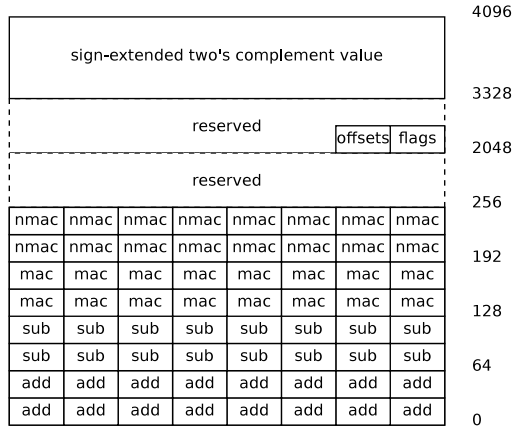 4096
sign-extended two's complement value
3328
reserved
offsets flags
2048
reserved
256
nmac nmac nmac nmac nmac nmac nmac nmac
nmac nmac nmac nmac nmac nmac nmac nmac
192
mac mac mac mac mac mac mac mac
mac mac mac mac mac mac mac mac
128
sub sub sub sub sub sub sub sub
sub sub sub sub sub sub sub sub
64
add add add add add add add add
add add add add add add add add
0